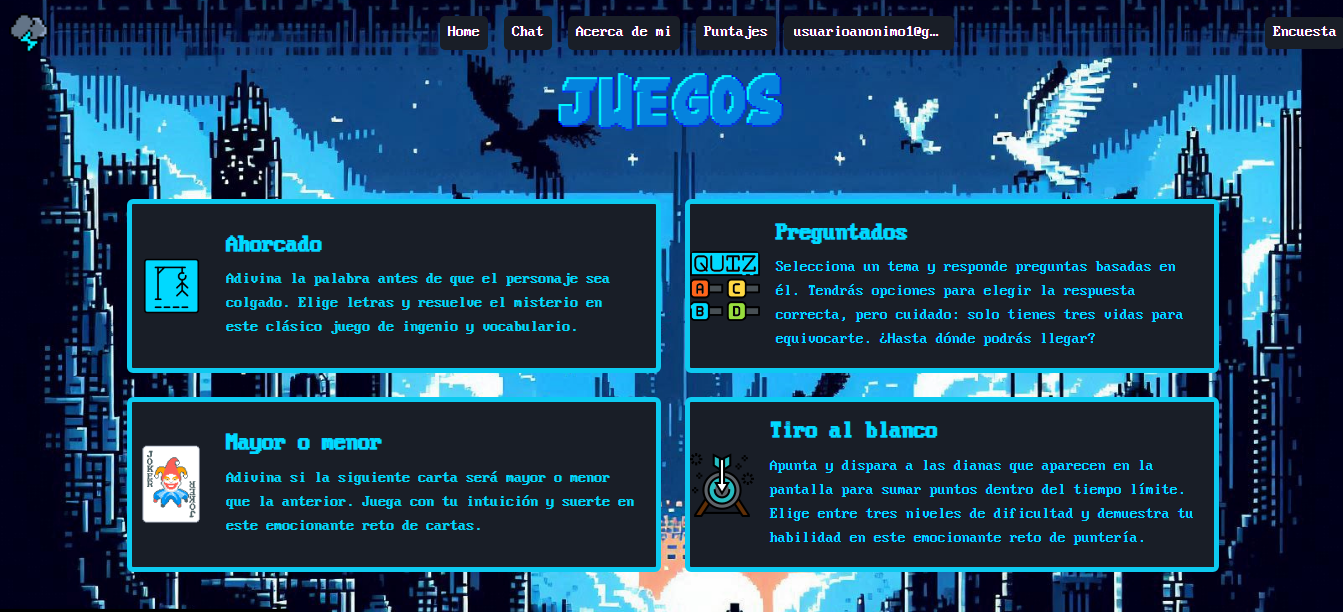 Home Chat Acerca de mi Puntajes usuarioanonimo1@g… Encuesta
JUEGOS
Ahorcado
Adivina la palabra antes de que el personaje sea
colgado. Elige letras y resuelve el misterio en
este clásico juego de ingenio y vocabulario.
QUIZ
A C
B D
Preguntados
Selecciona un tema y responde preguntas basadas en
él. Tendrás opciones para elegir la respuesta
correcta, pero cuidado: solo tienes tres vidas para
equivocarte. ¿Hasta dónde podrás llegar?
JOKER
JOKER
Mayor o menor
Adivina si la siguiente carta será mayor o menor
que la anterior. Juega con tu intuición y suerte en
este emocionante reto de cartas.
Tiro al blanco
Apunta y dispara a las dianas que aparecen en la
pantalla para sumar puntos dentro del tiempo límite.
Elige entre tres niveles de dificultad y demuestra tu
habilidad en este emocionante reto de puntería.